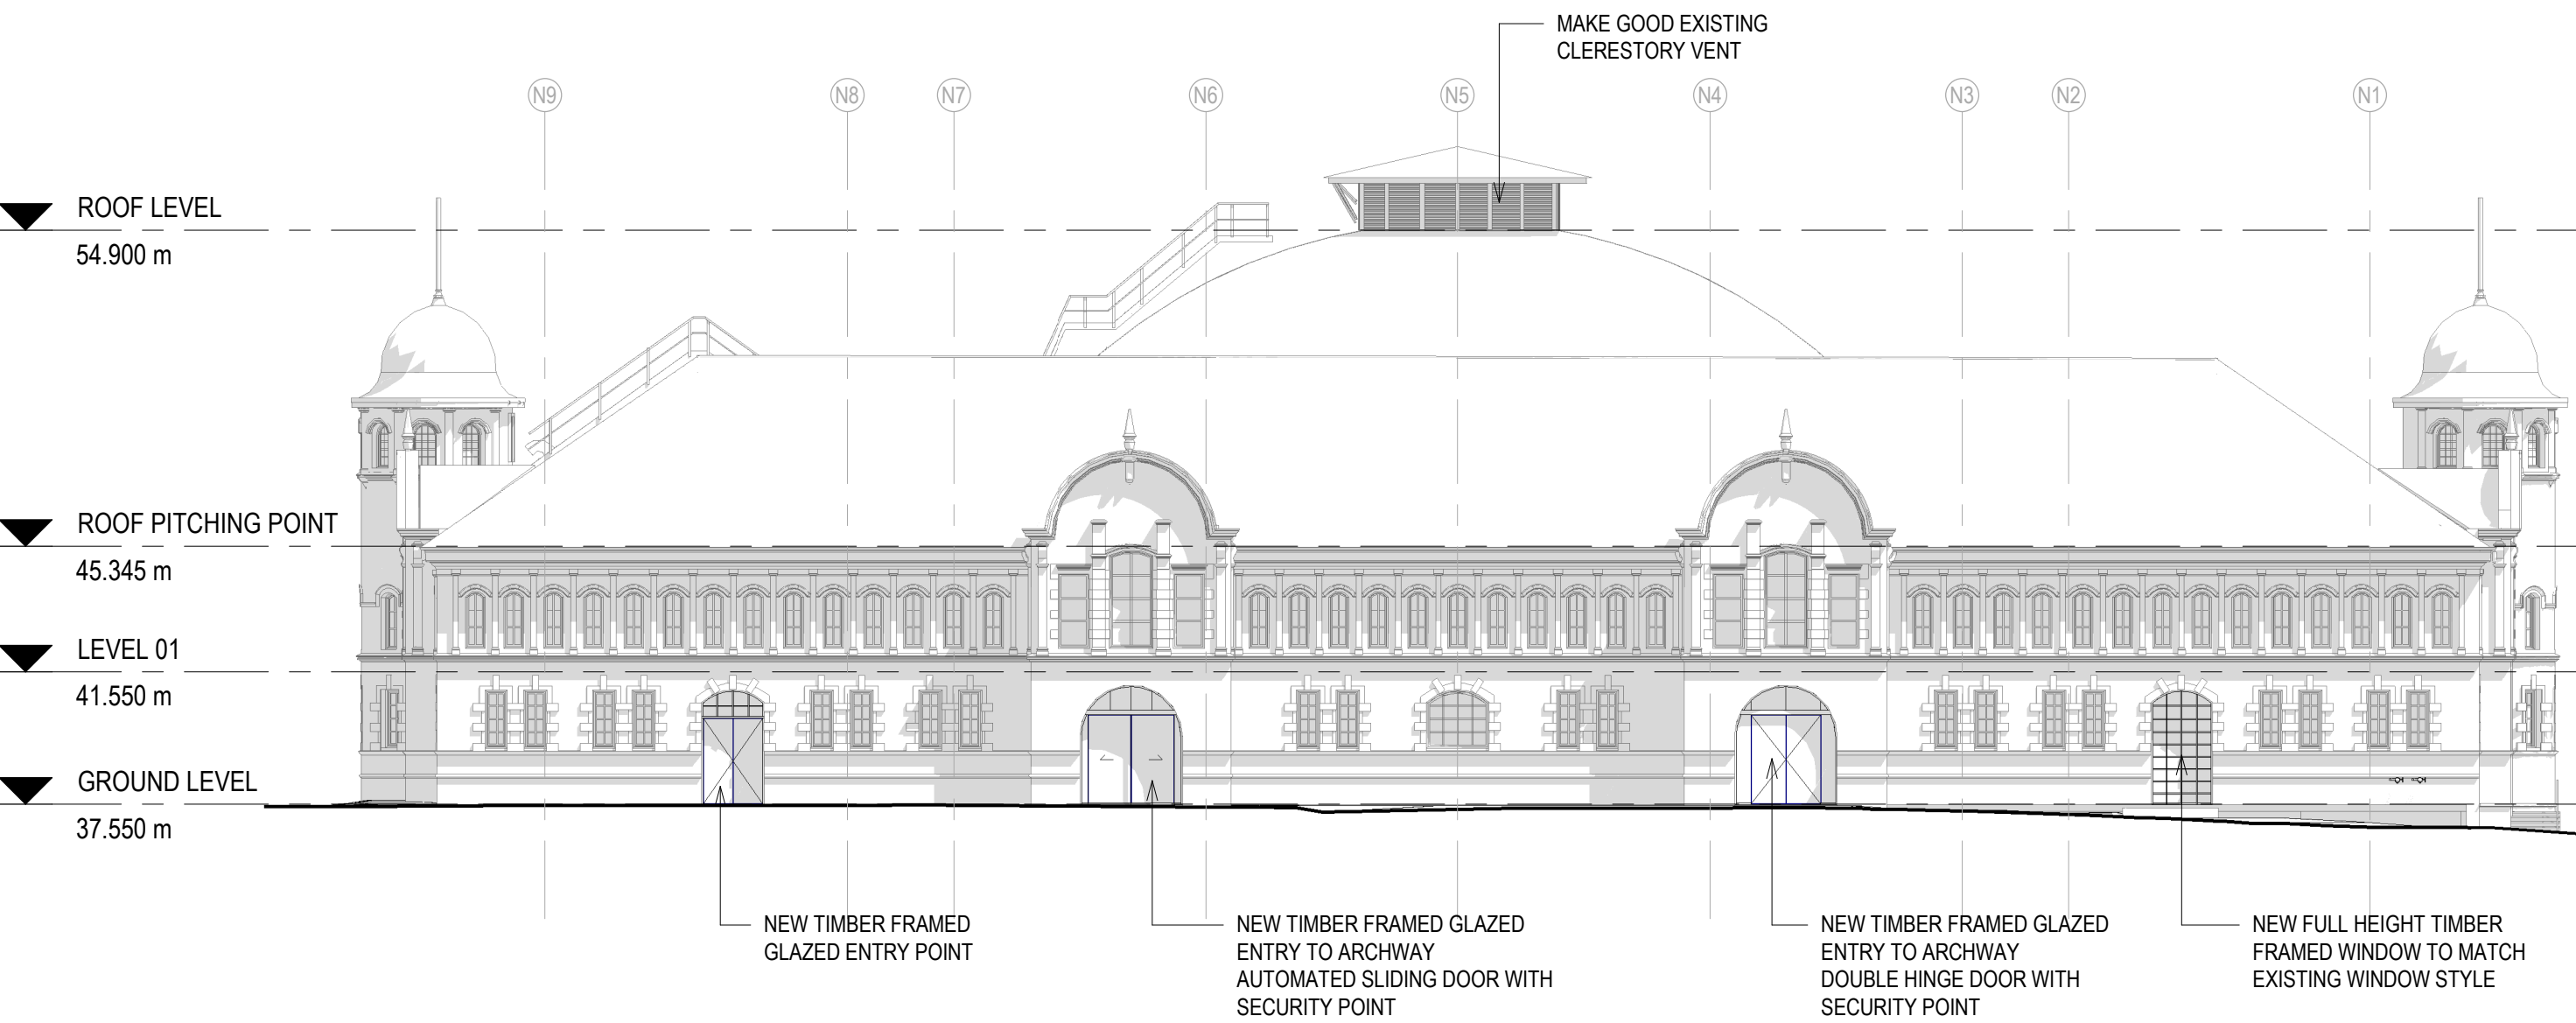 MAKE GOOD EXISTING
CLERESTORY VENT
N9
N8
N7
N6
N5
N4
N3
N2
N1
ROOF LEVEL
54.900 m
ROOF PITCHING POINT
45.345 m
LEVEL 01
41.550 m
GROUND LEVEL
37.550 m
NEW TIMBER FRAMED
GLAZED ENTRY POINT
NEW TIMBER FRAMED GLAZED
ENTRY TO ARCHWAY
AUTOMATED SLIDING DOOR WITH
SECURITY POINT
NEW TIMBER FRAMED GLAZED
ENTRY TO ARCHWAY
DOUBLE HINGE DOOR WITH
SECURITY POINT
NEW FULL HEIGHT TIMBER
FRAMED WINDOW TO MATCH
EXISTING WINDOW STYLE